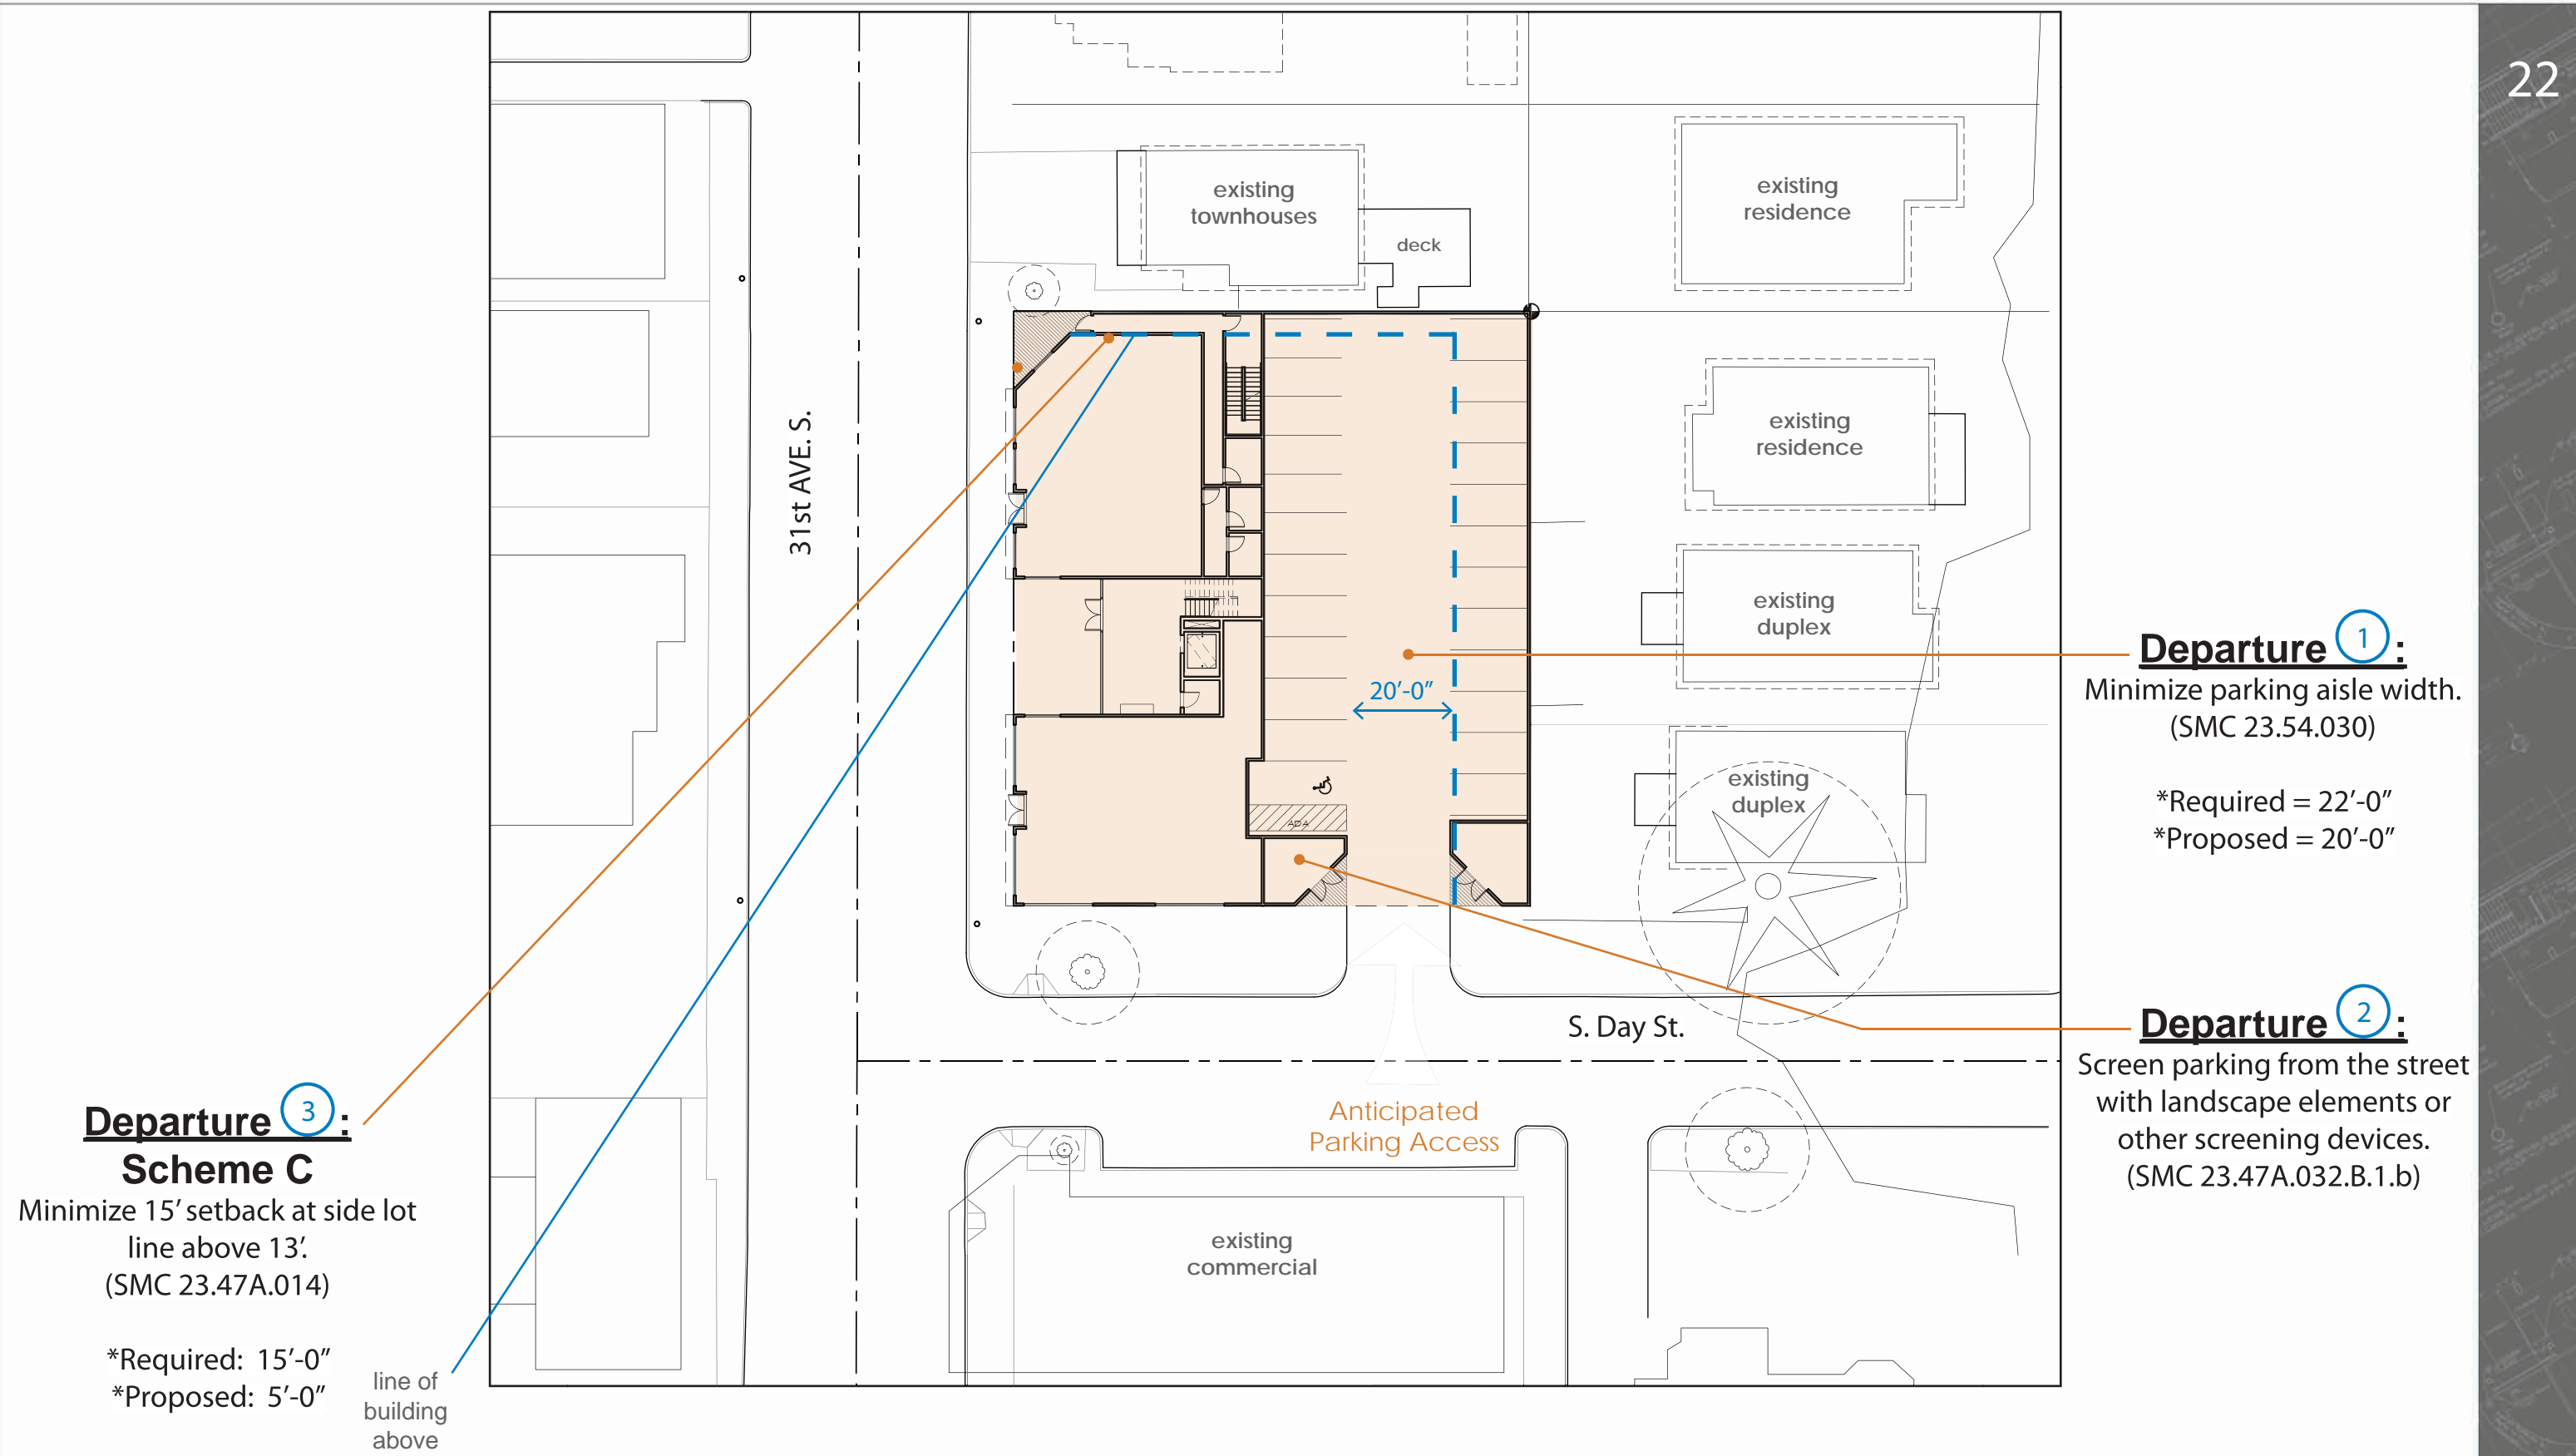 22
existing
townhouses
deck
existing
residence
existing
residence
31st AVE. S.
existing
duplex
20’-0”
existing
duplex
ADA
Departure 1 :
Minimize parking aisle width.
(SMC 23.54.030)
*Required = 22’-0”
*Proposed = 20’-0”
S. Day St.
Departure 2 :
Screen parking from the street
with landscape elements or
other screening devices.
(SMC 23.47A.032.B.1.b)
Anticipated
Parking Access
existing
commercial
Departure 3 :
Scheme C
Minimize 15’ setback at side lot
line above 13’.
(SMC 23.47A.014)
*Required:  15’-0”
*Proposed:  5’-0”
line of
building
above